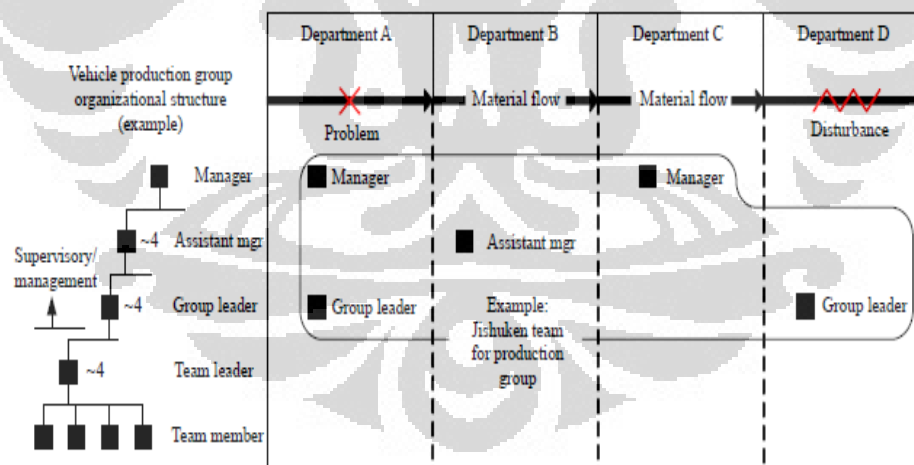 Department A
Department B
Department C
Department D
Vehicle production group
organizational structure
(example)
Material flow
Material flow
Problem
Disturbance
Manager
Manager
Manager
~4 Assistant mgr
Assistant mgr
Supervisory/
management
~4 Group leader
Group leader
Group leader
Example:
Jishuken team
for production
group
~4 Team leader
Team member